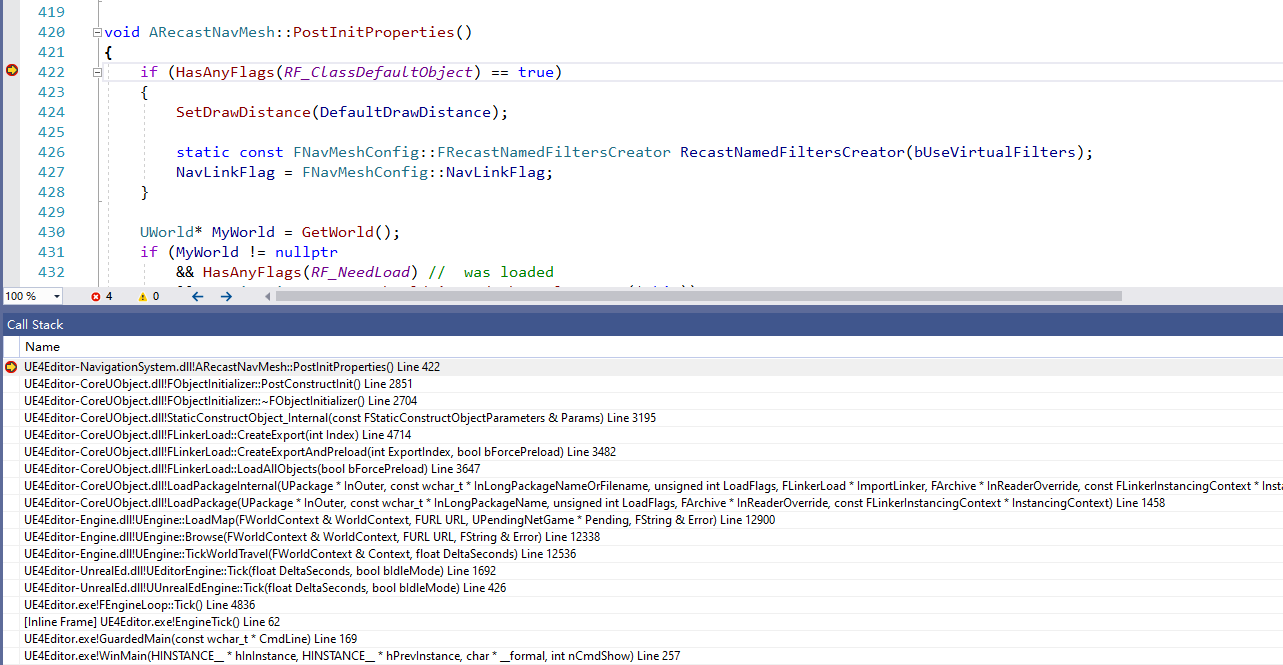 419
420 void ARecastNavMesh::PostInitProperties()
421 {
422 if (HasAnyFlags(RF_ClassDefaultObject) == true)
423 {
424 SetDrawDistance(DefaultDrawDistance);
425
426 static const FNavMeshConfig::FRecastNamedFiltersCreator RecastNamedFiltersCreator(bUseVirtualFilters);
427 NavLinkFlag = FNavMeshConfig::NavLinkFlag;
428 }
429
430 UWorld* MyWorld = GetWorld();
431 if (MyWorld != nullptr
432 && HasAnyFlags(RF_NeedLoad) // was loaded
100 % 4 0
Call Stack
Name
UE4Editor-NavigationSystem.dll!ARecastNavMesh::PostInitProperties() Line 422
UE4Editor-CoreUObject.dll!FObjectInitializer::PostConstructInit() Line 2851
UE4Editor-CoreUObject.dll!FObjectInitializer::~FObjectInitializer() Line 2704
UE4Editor-CoreUObject.dll!StaticConstructObject_Internal(const FStaticConstructObjectParameters & Params) Line 3195
UE4Editor-CoreUObject.dll!FLinkerLoad::CreateExport(int Index) Line 4714
UE4Editor-CoreUObject.dll!FLinkerLoad::CreateExportAndPreload(int ExportIndex, bool bForcePreload) Line 3482
UE4Editor-CoreUObject.dll!FLinkerLoad::LoadAllObjects(bool bForcePreload) Line 3647
UE4Editor-CoreUObject.dll!LoadPackageInternal(UPackage * InOuter, const wchar_t * InLongPackageNameOrFilename, unsigned int LoadFlags, FLinkerLoad * ImportLinker, FArchive * InReaderOverride, const FLinkerInstancingContext * Insta
UE4Editor-CoreUObject.dll!LoadPackage(UPackage * InOuter, const wchar_t * InLongPackageName, unsigned int LoadFlags, FArchive * InReaderOverride, const FLinkerInstancingContext * InstancingContext) Line 1458
UE4Editor-Engine.dll!UEngine::LoadMap(FWorldContext & WorldContext, FURL URL, UPendingNetGame * Pending, FString & Error) Line 12900
UE4Editor-Engine.dll!UEngine::Browse(FWorldContext & WorldContext, FURL URL, FString & Error) Line 12338
UE4Editor-Engine.dll!UEngine::TickWorldTravel(FWorldContext & Context, float DeltaSeconds) Line 12536
UE4Editor-UnrealEd.dll!UEditorEngine::Tick(float DeltaSeconds, bool bIdleMode) Line 1692
UE4Editor-UnrealEd.dll!UUnrealEdEngine::Tick(float DeltaSeconds, bool bIdleMode) Line 426
UE4Editor.exe!FEngineLoop::Tick() Line 4836
[Inline Frame] UE4Editor.exe!EngineTick() Line 62
UE4Editor.exe!GuardedMain(const wchar_t * CmdLine) Line 169
UE4Editor.exe!WinMain(HINSTANCE__ * hInInstance, HINSTANCE__ * hPrevInstance, char * __formal, int nCmdShow) Line 257